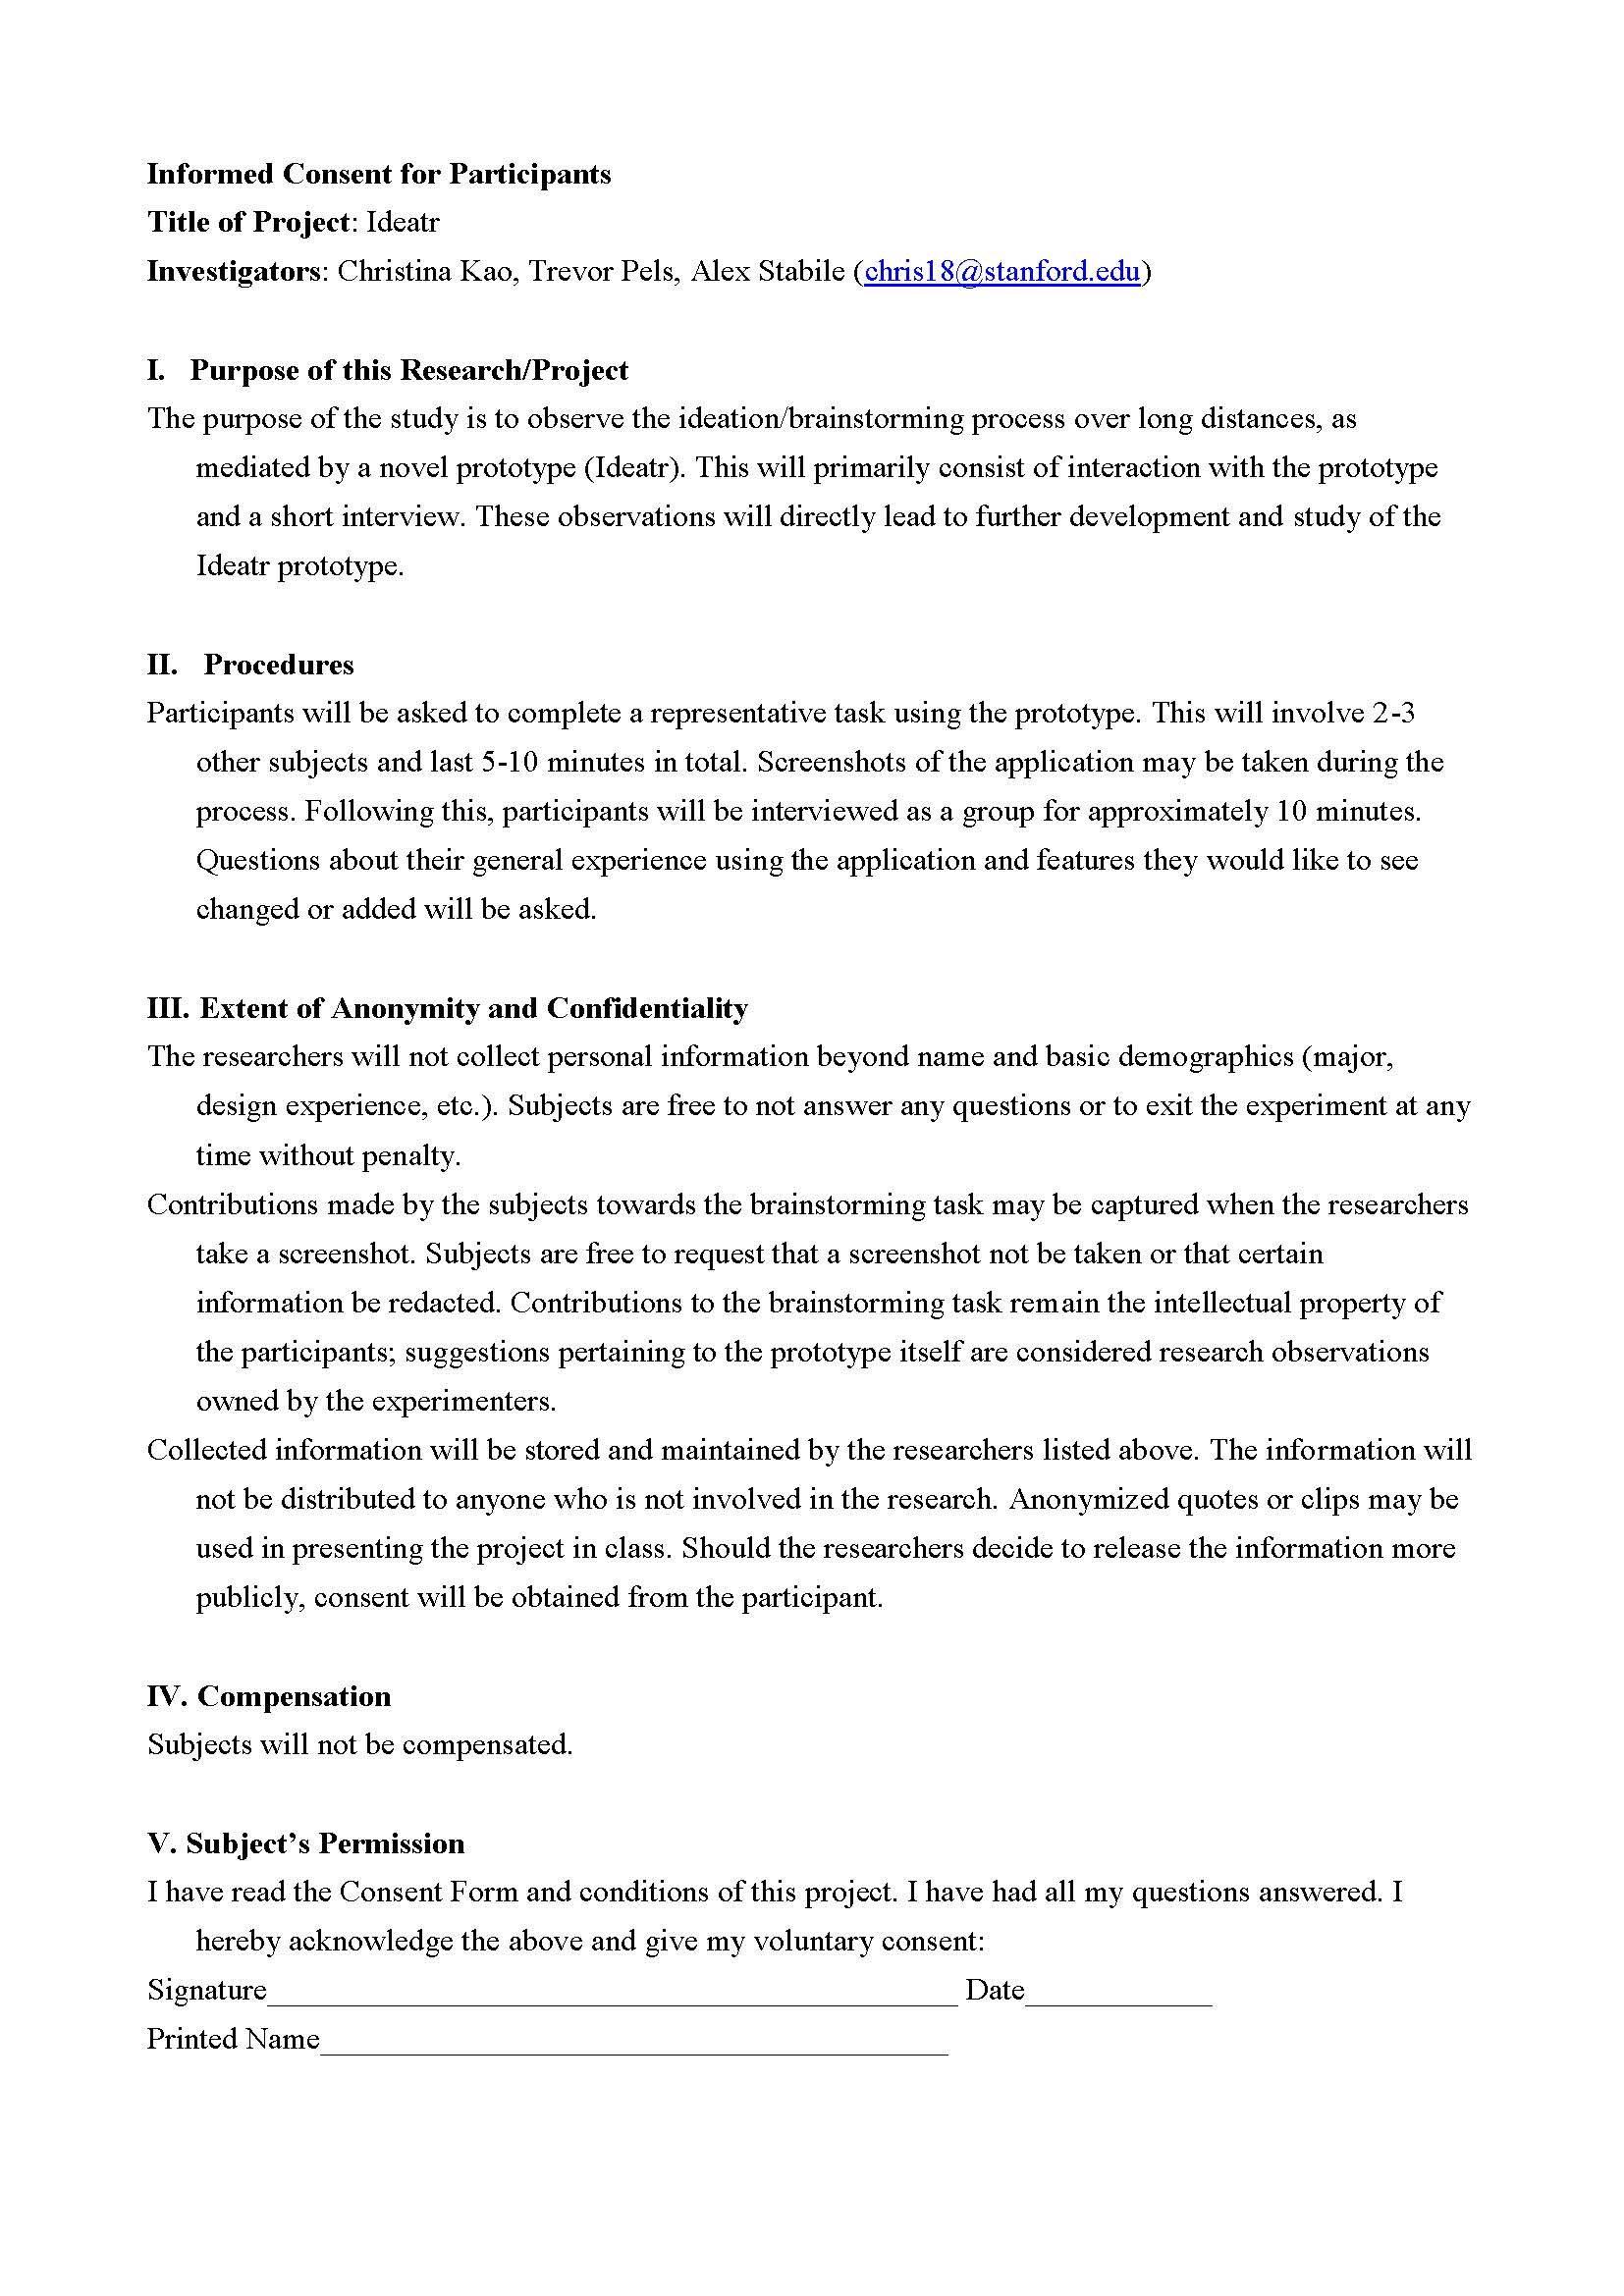 Informed Consent for Participants
Title of Project: Ideatr
Investigators: Christina Kao, Trevor Pels, Alex Stabile (chris18@stanford.edu)
I. Purpose of this Research/Project
The purpose of the study is to observe the ideation/brainstorming process over long distances, as
mediated by a novel prototype (Ideatr). This will primarily consist of interaction with the prototype
and a short interview. These observations will directly lead to further development and study of the
Ideatr prototype.
II. Procedures
Participants will be asked to complete a representative task using the prototype. This will involve 2-3
other subjects and last 5-10 minutes in total. Screenshots of the application may be taken during the
process. Following this, participants will be interviewed as a group for approximately 10 minutes.
Questions about their general experience using the application and features they would like to see
changed or added will be asked.
III. Extent of Anonymity and Confidentiality
The researchers will not collect personal information beyond name and basic demographics (major,
design experience, etc.). Subjects are free to not answer any questions or to exit the experiment at any
time without penalty.
Contributions made by the subjects towards the brainstorming task may be captured when the researchers
take a screenshot. Subjects are free to request that a screenshot not be taken or that certain
information be redacted. Contributions to the brainstorming task remain the intellectual property of
the participants; suggestions pertaining to the prototype itself are considered research observations
owned by the experimenters.
Collected information will be stored and maintained by the researchers listed above. The information will
not be distributed to anyone who is not involved in the research. Anonymized quotes or clips may be
used in presenting the project in class. Should the researchers decide to release the information more
publicly, consent will be obtained from the participant.
IV. Compensation
Subjects will not be compensated.
V. Subject's Permission
I have read the Consent Form and conditions of this project. I have had all my questions answered. I
hereby acknowledge the above and give my voluntary consent:
Signature______________________________________________ Date____________
Printed Name__________________________________________